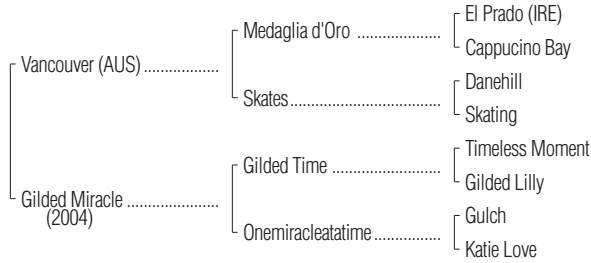 El Prado (IRE)
Medaglia d'Oro ....................
Cappucino Bay
Vancouver (AUS) ..................
Danehill
Skates.....................................
Skating
Timeless Moment
Gilded Time ..........................
Gilded Lilly
Gilded Miracle ......................
(2004)
Gulch
Onemiracleatatime................
Katie Love